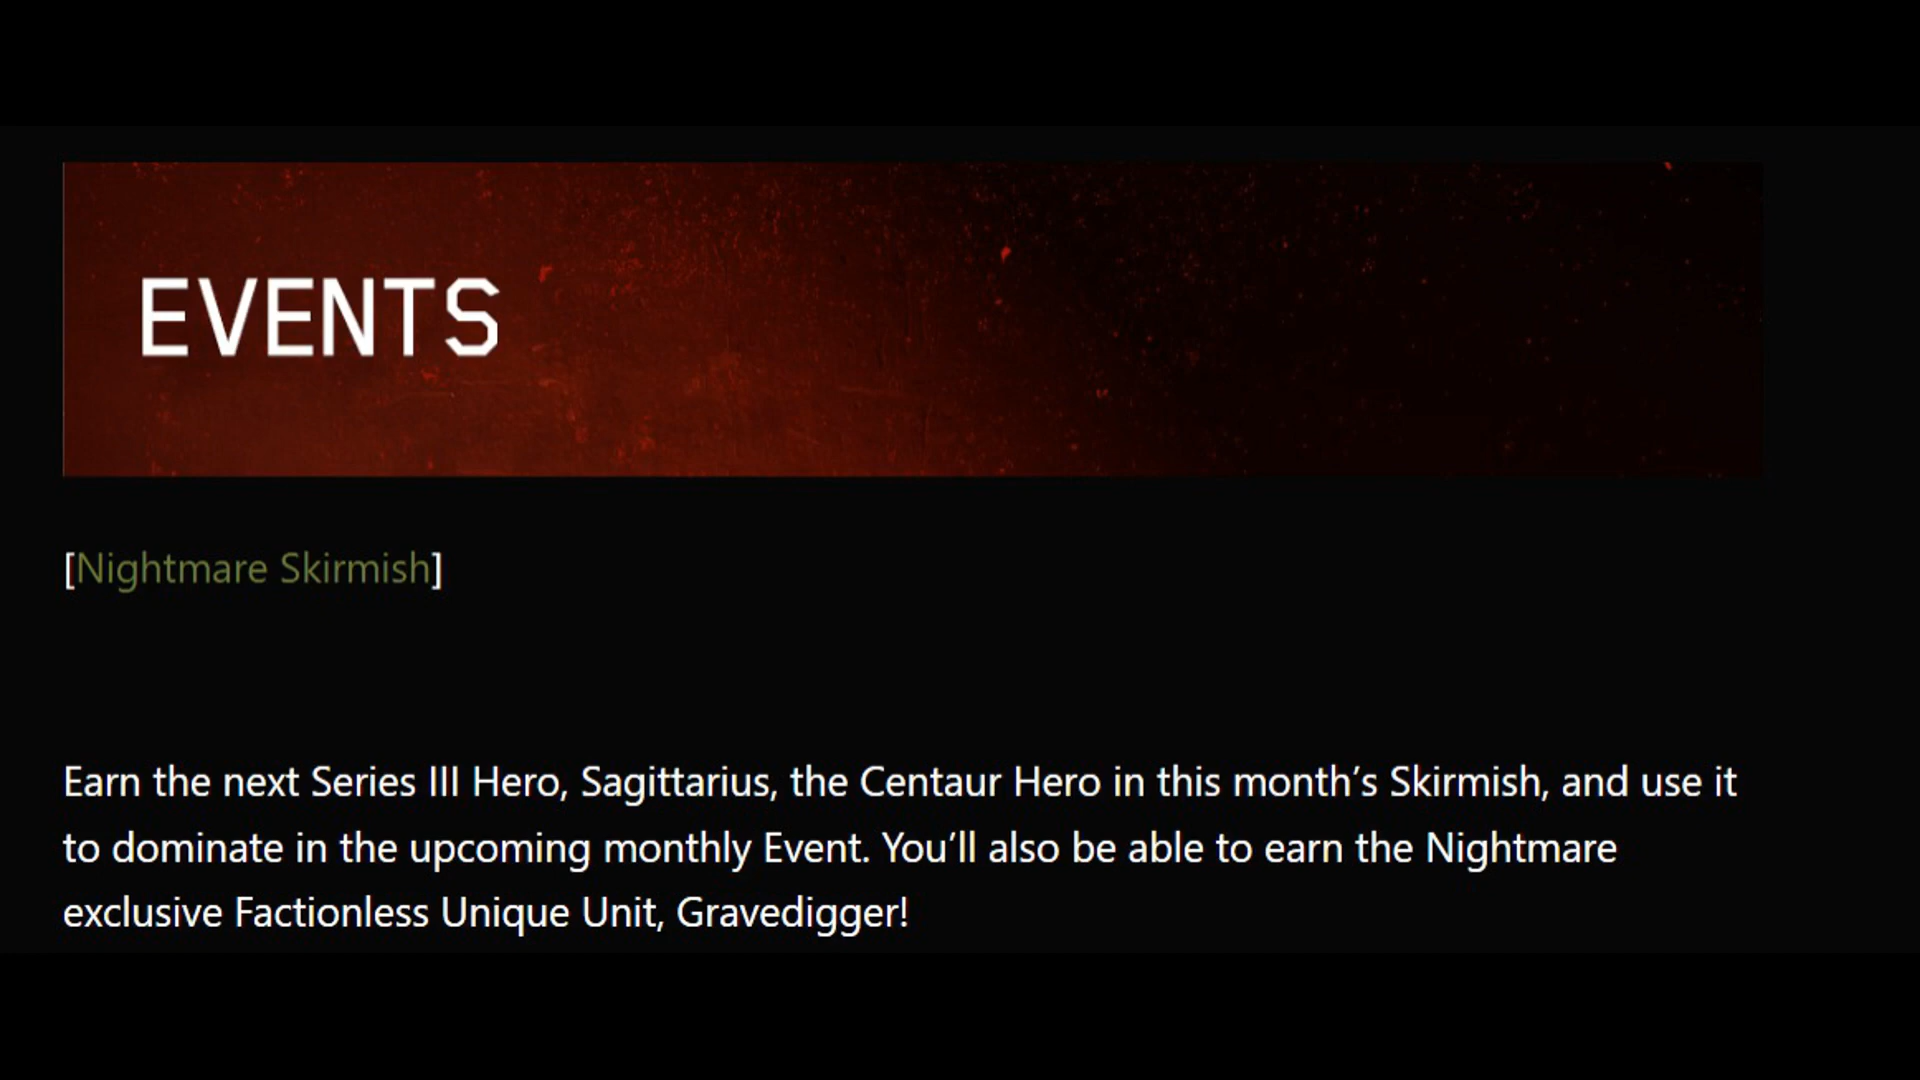 EVENTS
[Nightmare Skirmish]
Earn the next Series III Hero, Sagittarius, the Centaur Hero in this month’s Skirmish, and use it
to dominate in the upcoming monthly Event. You’ll also be able to earn the Nightmare
exclusive Factionless Unique Unit, Gravedigger!